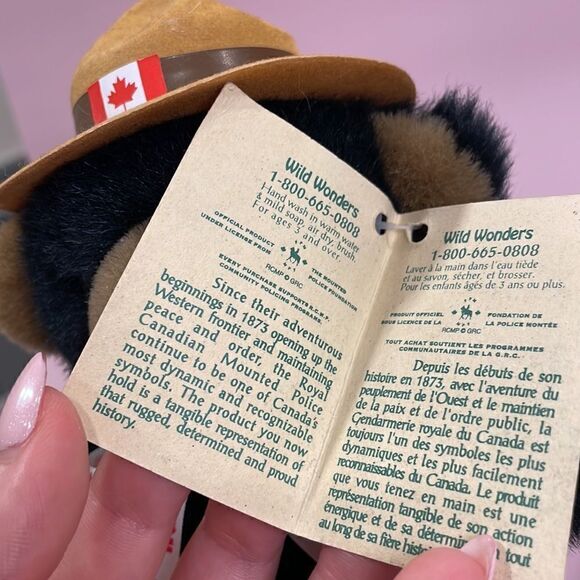 Wild Wonders
1-800-665-0808
Hand wash in warm water
& mild soap, air dry, brush.
For ages 3 and over.
OFFICIAL PRODUCT
UNDER LICENSE FROM
RCMP GRC
THE MOUNTED
POLICE FOUNDATION
EVERY PURCHASE SUPPORTS R.C.M.P.
COMMUNITY POLICING PROGRAMS.
Since their adventurous
beginnings in 1873 opening up the
Western frontier and maintaining
peace and order, the Royal
Canadian Mounted Police
continue to be one of Canada's
most dynamic and recognizable
symbols. The product you now
hold is a tangible representation of
that rugged, determined and proud
history.
Wild Wonders
1-800-665-0808
Laver à la main dans l'eau tiède
et au savon, sécher, et brosser.
Pour les enfants âgés de 3 ans ou plus.
PRODUIT OFFICIEL
SOUS LICENCE DE LA
RCMP GRC
FONDATION DE
LA POLICE MONTÉE
TOUT ACHAT SOUTIENT LES PROGRAMMES
COMMUNAUTAIRES DE LA G.R.C.
Depuis les débuts de son
histoire en 1873, avec l'aventure du
peuplement de l'Ouest et le maintien
de la paix et de l'ordre public, la
Gendarmerie royale du Canada est
toujours l'un des symboles les plus
dynamiques et les plus facilement
reconnaissables du Canada. Le produit
que vous tenez en main est une
représentation tangible de son action
énergique et de sa détermination tout
au long de sa fière